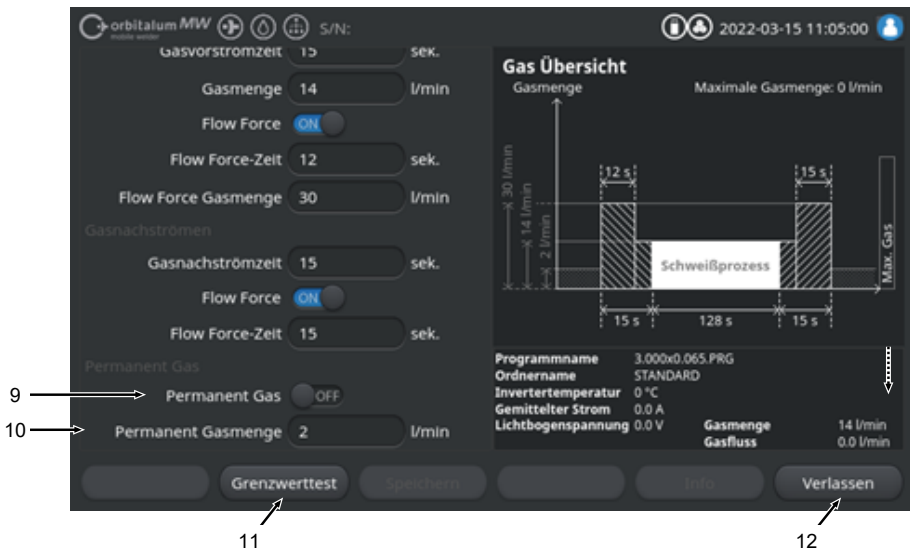 orbitalum MW
mobile welder
S/N:
2022-03-15 11:05:00
Gasvorströmzeit 15 sek.
Gasmenge 14 l/min
Flow Force ON
Flow Force-Zeit 12 sek.
Flow Force Gasmenge 30 l/min
Gasnachströmen
Gasnachströmzeit 15 sek.
Flow Force ON
Flow Force-Zeit 15 sek.
Permanent Gas
9
Permanent Gas OFF
10
Permanent Gasmenge 2 l/min
Gas Übersicht
Gasmenge
Maximale Gasmenge: 0 l/min
30 l/min
14 l/min
2 l/min
12 s
15 s
Schweißprozess
Max. Gas
15 s
128 s
15 s
Programmname 3.000x0.065.PRG
Ordnername STANDARD
Invertertemperatur 0 °C
Gemittelter Strom 0.0 A
Lichtbogenspannung 0.0 V
Gasmenge 14 l/min
Gasfluss 0.0 l/min
Grenzwerttest
Speichern
Info
Verlassen
11
12